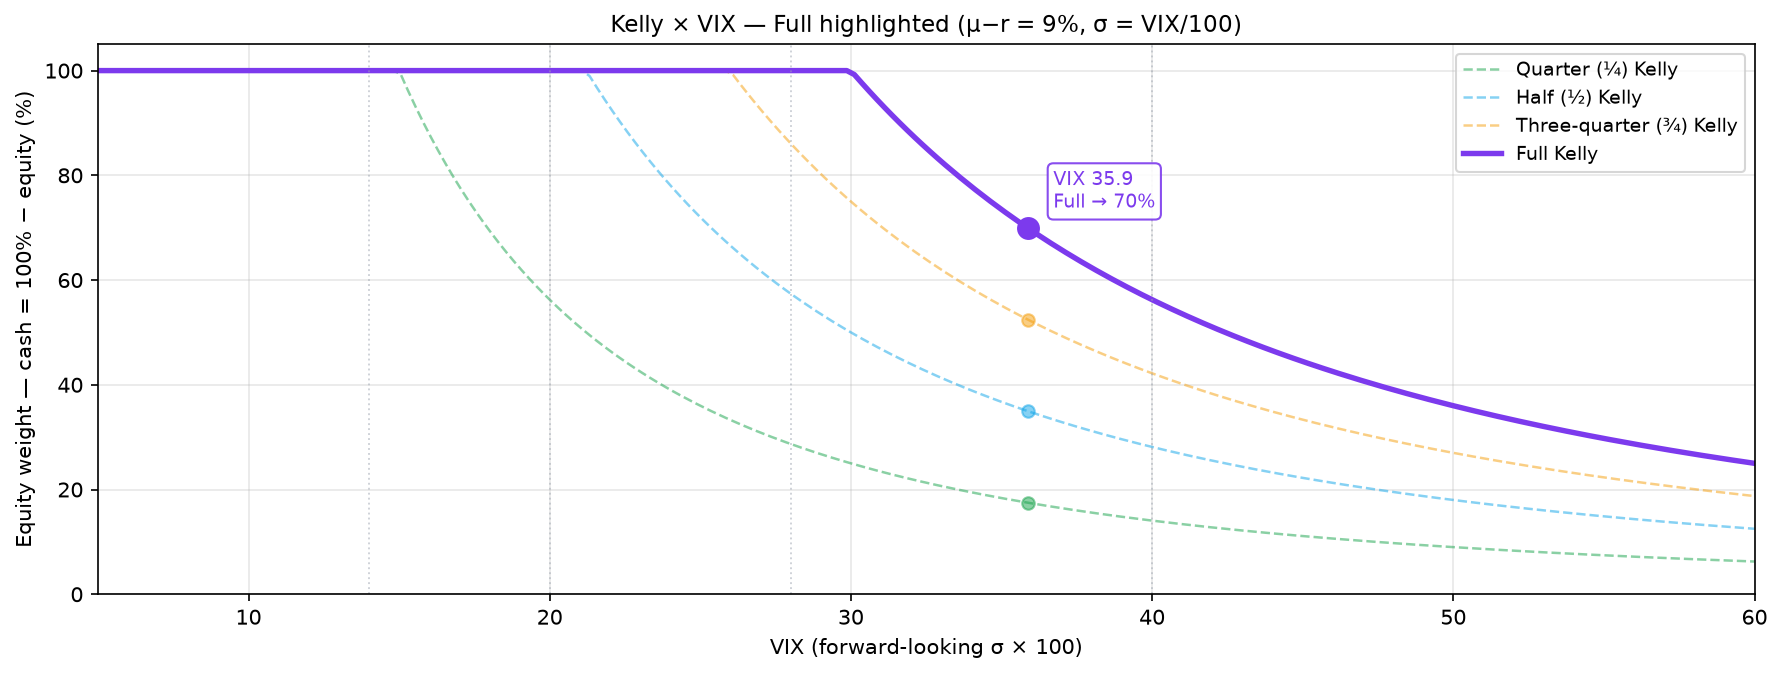 Kelly × VIX — Full highlighted (μ−r = 9%, σ = VIX/100)
Equity weight — cash = 100% − equity (%)
100
80
60
40
20
0
Quarter (¼) Kelly
Half (½) Kelly
Three-quarter (¾) Kelly
Full Kelly
VIX 35.9
Full → 70%
10
20
30
40
50
60
VIX (forward-looking σ × 100)